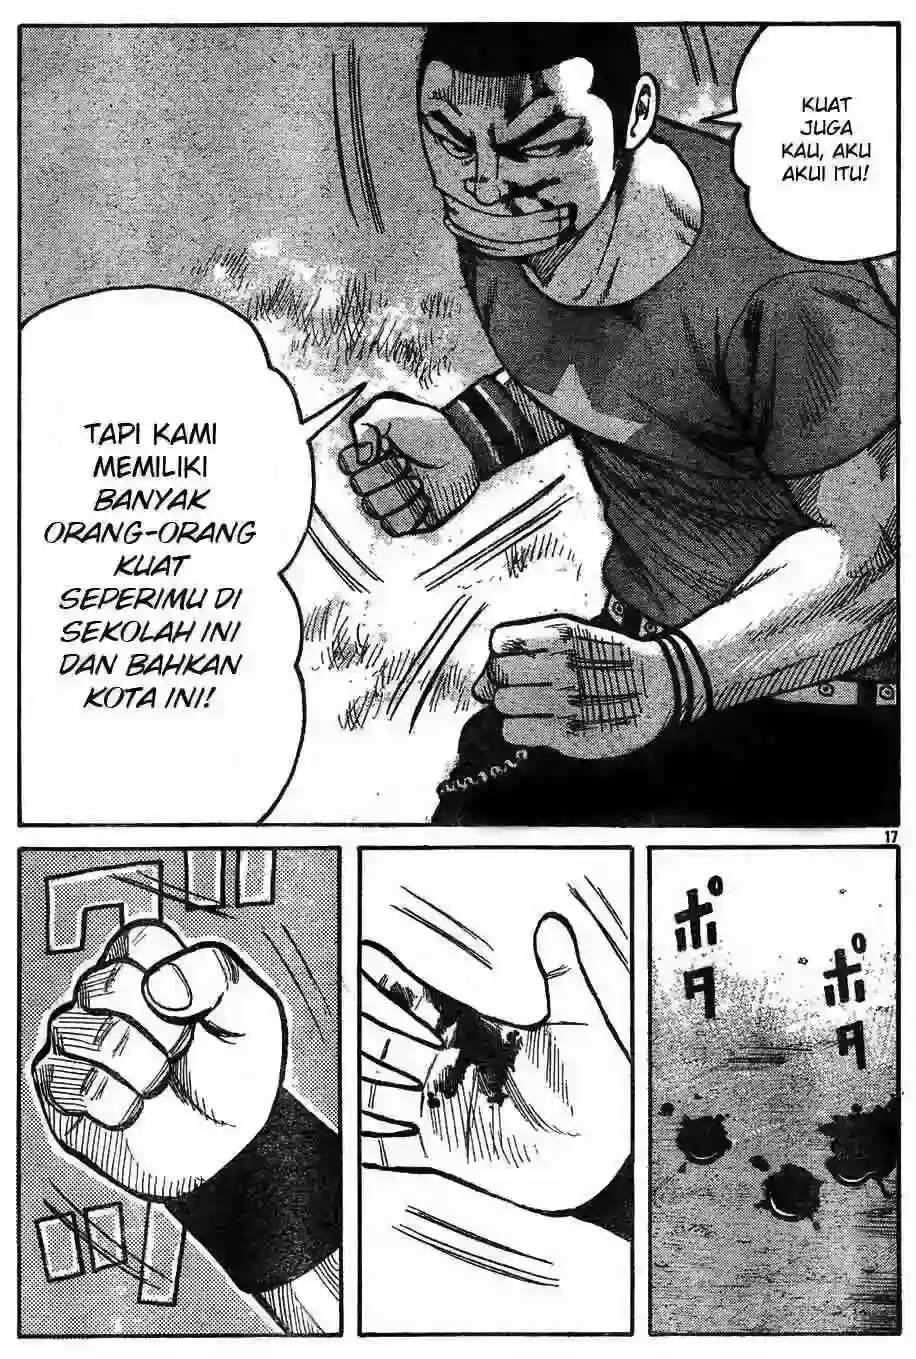 KUAT
JUGA
KAU, AKU
AKUI ITU!
TAPI KAMI
MEMILIKI
BANYAK
ORANG-ORANG
KUAT
SEPERIMU DI
SEKOLAH INI
DAN BAHKAN
KOTA INI!
17
ポタ
ポタ